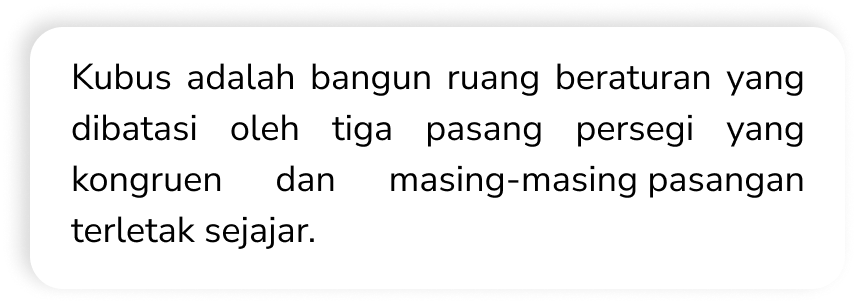 Kubus adalah bangun ruang beraturan yang
dibatasi oleh tiga pasang persegi yang
kongruen dan masing-masing pasangan
terletak sejajar.